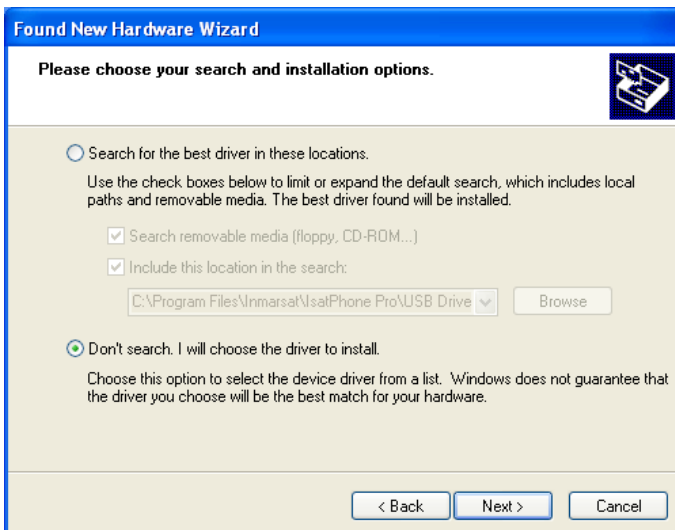 Found New Hardware Wizard
Please choose your search and installation options.
Search for the best driver in these locations.
Use the check boxes below to limit or expand the default search, which includes local
paths and removable media. The best driver found will be installed.
Search removable media (floppy, CD-ROM...)
Include this location in the search:
C:\Program Files\Inmarsat\IsatPhone Pro\USB Drive
Browse
Don't search. I will choose the driver to install.
Choose this option to select the device driver from a list. Windows does not guarantee that
the driver you choose will be the best match for your hardware.
< Back Next > Cancel